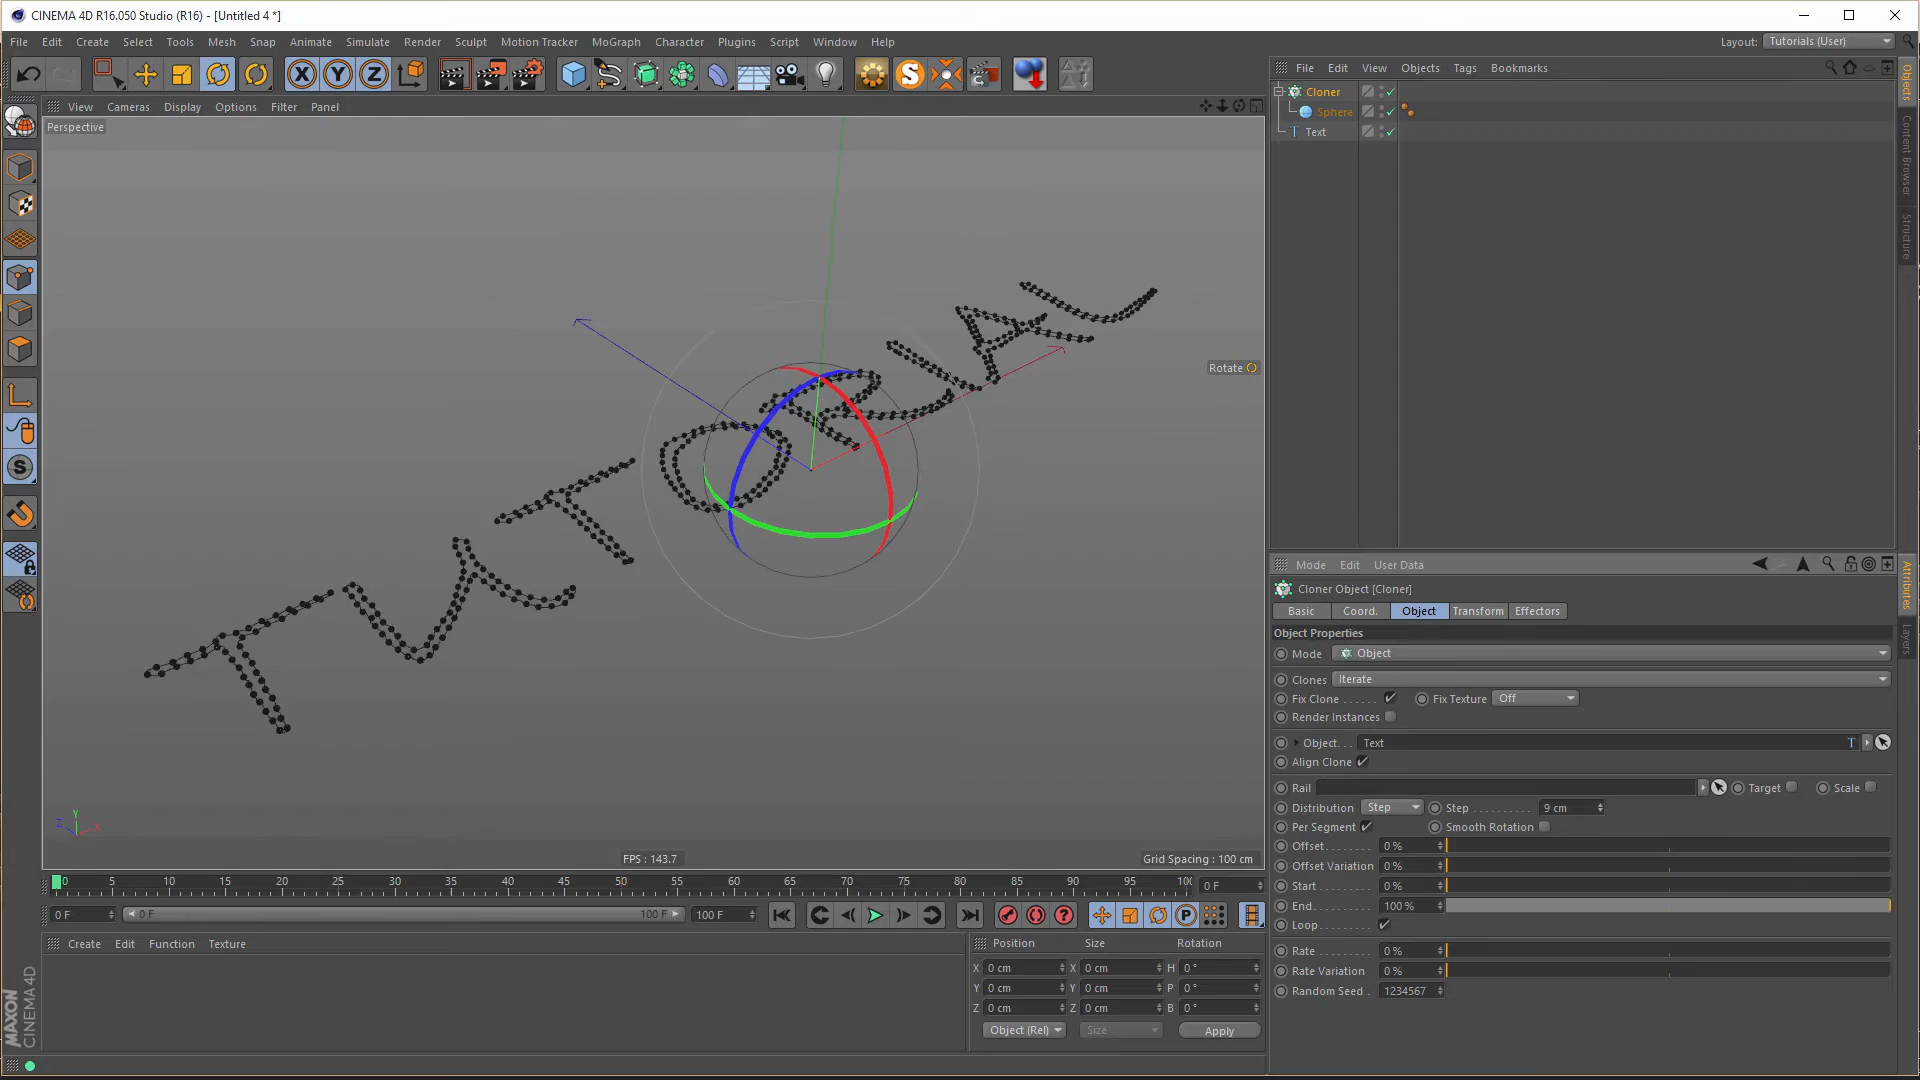 CINEMA 4D R16.050 Studio (R16) - [Untitled 4 *]
File Edit Create Select Tools Mesh Snap Animate Simulate Render Sculpt Motion Tracker MoGraph Character Plugins Script Window Help Layout: Tutorials (User)
X Y Z S
File Edit View Objects Tags Bookmarks
View Cameras Display Options Filter Panel
Perspective
Cloner
Sphere
Text
Objects
Content Browser
Structure
Rotate
TUTORIAL
S
Y
Z X
FPS : 143.7
Grid Spacing : 100 cm
Mode Edit User Data
Cloner Object [Cloner]
Basic Coord. Object Transform Effectors
Object Properties
Mode Object
Clones Iterate
Fix Clone ...... Fix Texture Off
Render Instances
Object... Text T
Align Clone
Rail Target Scale
Distribution Step Step .......... 9 cm
Per Segment Smooth Rotation
Offset........ 0 %
Offset Variation 0 %
Start ......... 0 %
End........... 100 %
Loop.........
Rate ......... 0 %
Rate Variation 0 %
Random Seed . 1234567
Attributes
Layers
0 5 10 15 20 25 30 35 40 45 50 55 60 65 70 75 80 85 90 95 100 0 F
0 F 0 F 100 F 100 F
P
Create Edit Function Texture
Position Size Rotation
X 0 cm X 0 cm H 0 °
Y 0 cm Y 0 cm P 0 °
Z 0 cm Z 0 cm B 0 °
Object (Rel) Size Apply
MAXON
CINEMA 4D